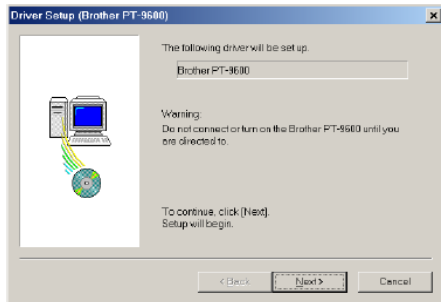 Driver Setup (Brother PT-9600)
The following driver will be set up.
Brother PT-9600
Warning:
Do not connect or turn on the Brother PT-9600 until you
are directed to.
To continue, click [Next].
Setup will begin.
< Back
Next >
Cancel